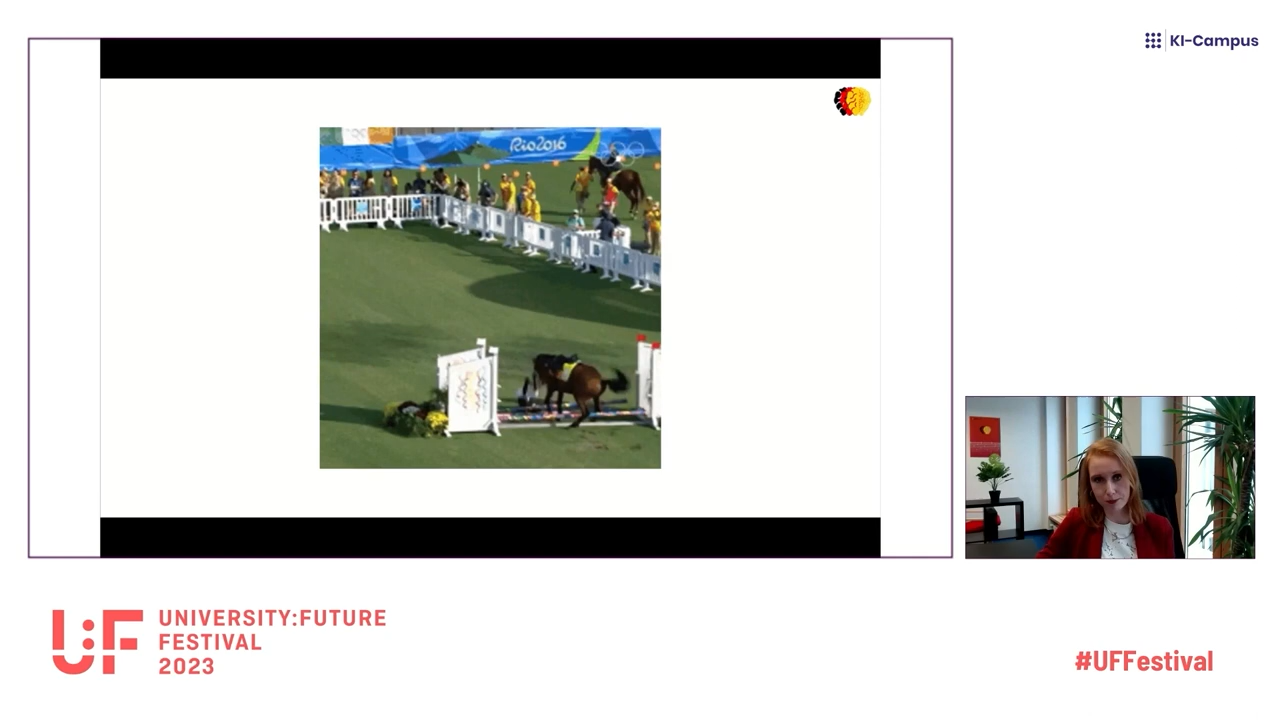 KI-Campus
Rio2016
UNIVERSITY:FUTURE
FESTIVAL
2023
#UFFestival